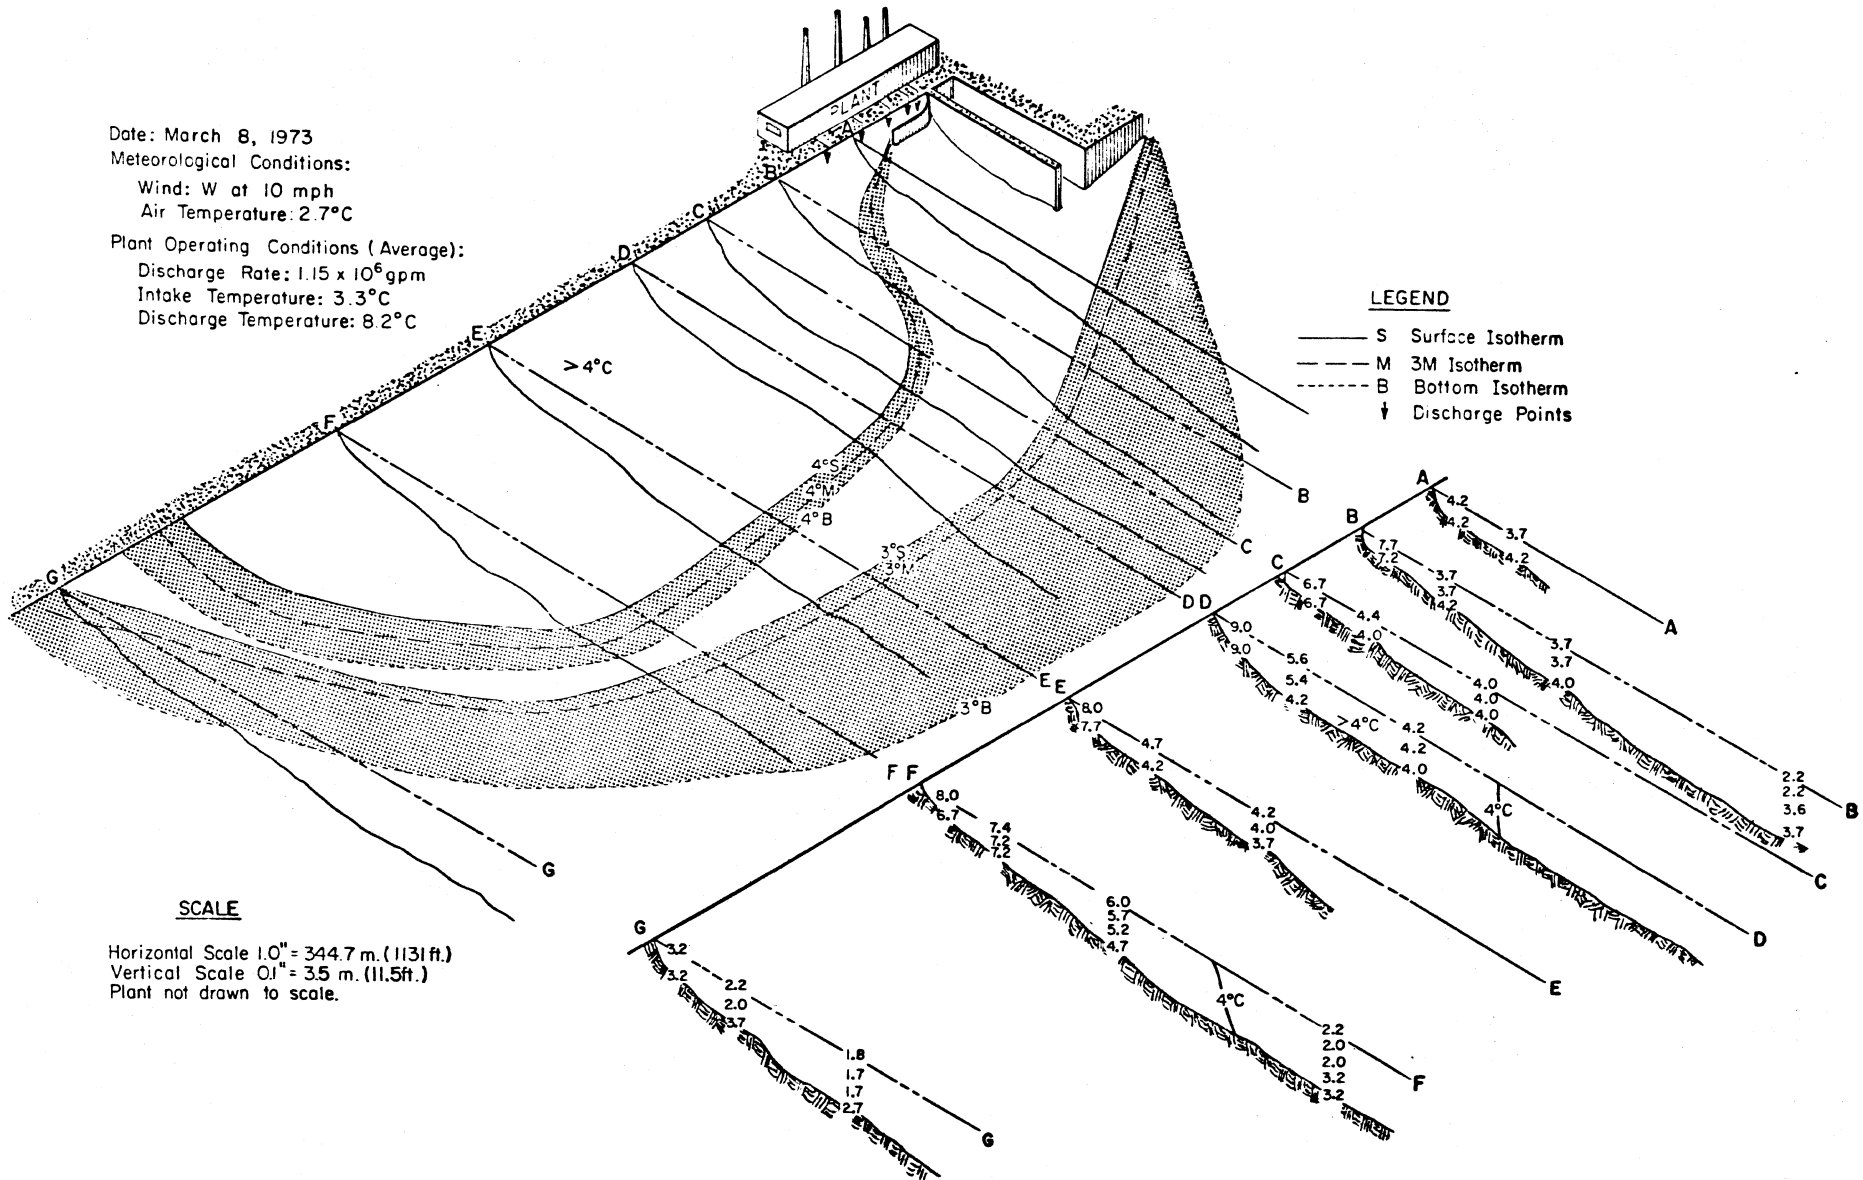 PLANT
Date: March 8, 1973
Meteorological Conditions:
Wind: W at 10 mph
Air Temperature: 2.7°C
Plant Operating Conditions (Average):
Discharge Rate: 1.15 x 10⁶ gpm
Intake Temperature: 3.3°C
Discharge Temperature: 8.2°C
A
B
C
D
E
F
G
>4°C
4°S
4°M
4°B
3°S
3°M
3°B
B
C
D
E
F
G
LEGEND
S Surface Isotherm
M 3M Isotherm
B Bottom Isotherm
Discharge Points
A
4.2
4.2
3.7
4.2
A
B
7.7
7.2
3.7
3.7
4.2
3.7
3.7
4.0
2.2
2.2
3.6
3.7
B
C
6.7
6.7
4.4
4.0
4.0
4.0
4.0
C
D
9.0
9.0
5.6
5.4
4.2
>4°C
4.2
4.2
4.0
4°C
D
E
8.0
7.7
4.7
4.2
4.2
4.0
3.7
E
F
8.0
6.7
7.4
7.2
7.2
6.0
5.7
5.2
4.7
4°C
2.2
2.0
2.0
3.2
3.2
F
G
3.2
3.2
2.2
2.0
3.7
1.8
1.7
1.7
2.7
G
SCALE
Horizontal Scale 1.0" = 344.7 m. (1131 ft.)
Vertical Scale 0.1" = 3.5 m. (11.5 ft.)
Plant not drawn to scale.